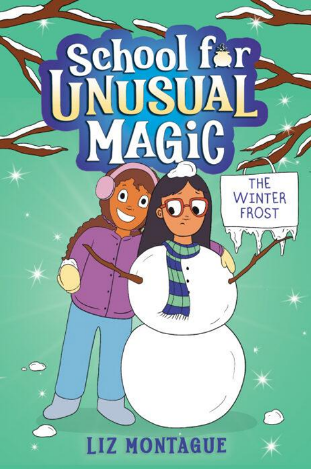 School for
UNUSUAL
MAGiC
THE
WINTER
FROST
LIZ MONTAGUE